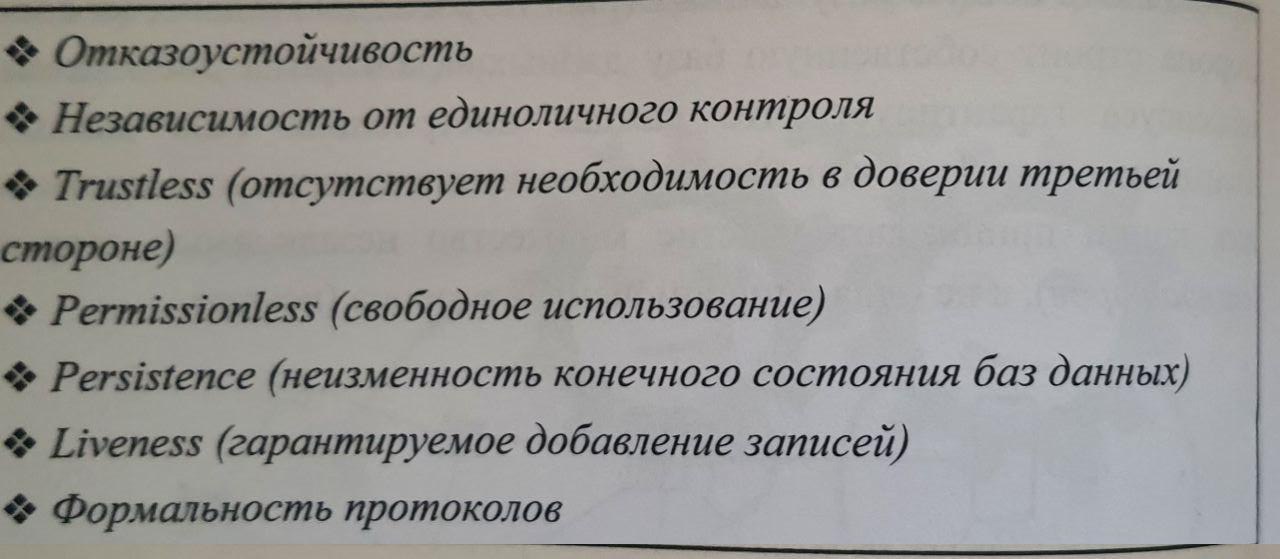 ❖ Отказоустойчивость
❖ Независимость от единоличного контроля
❖ Trustless (отсутствует необходимость в доверии третьей
стороне)
❖ Permissionless (свободное использование)
❖ Persistence (неизменность конечного состояния баз данных)
❖ Liveness (гарантируемое добавление записей)
❖ Формальность протоколов